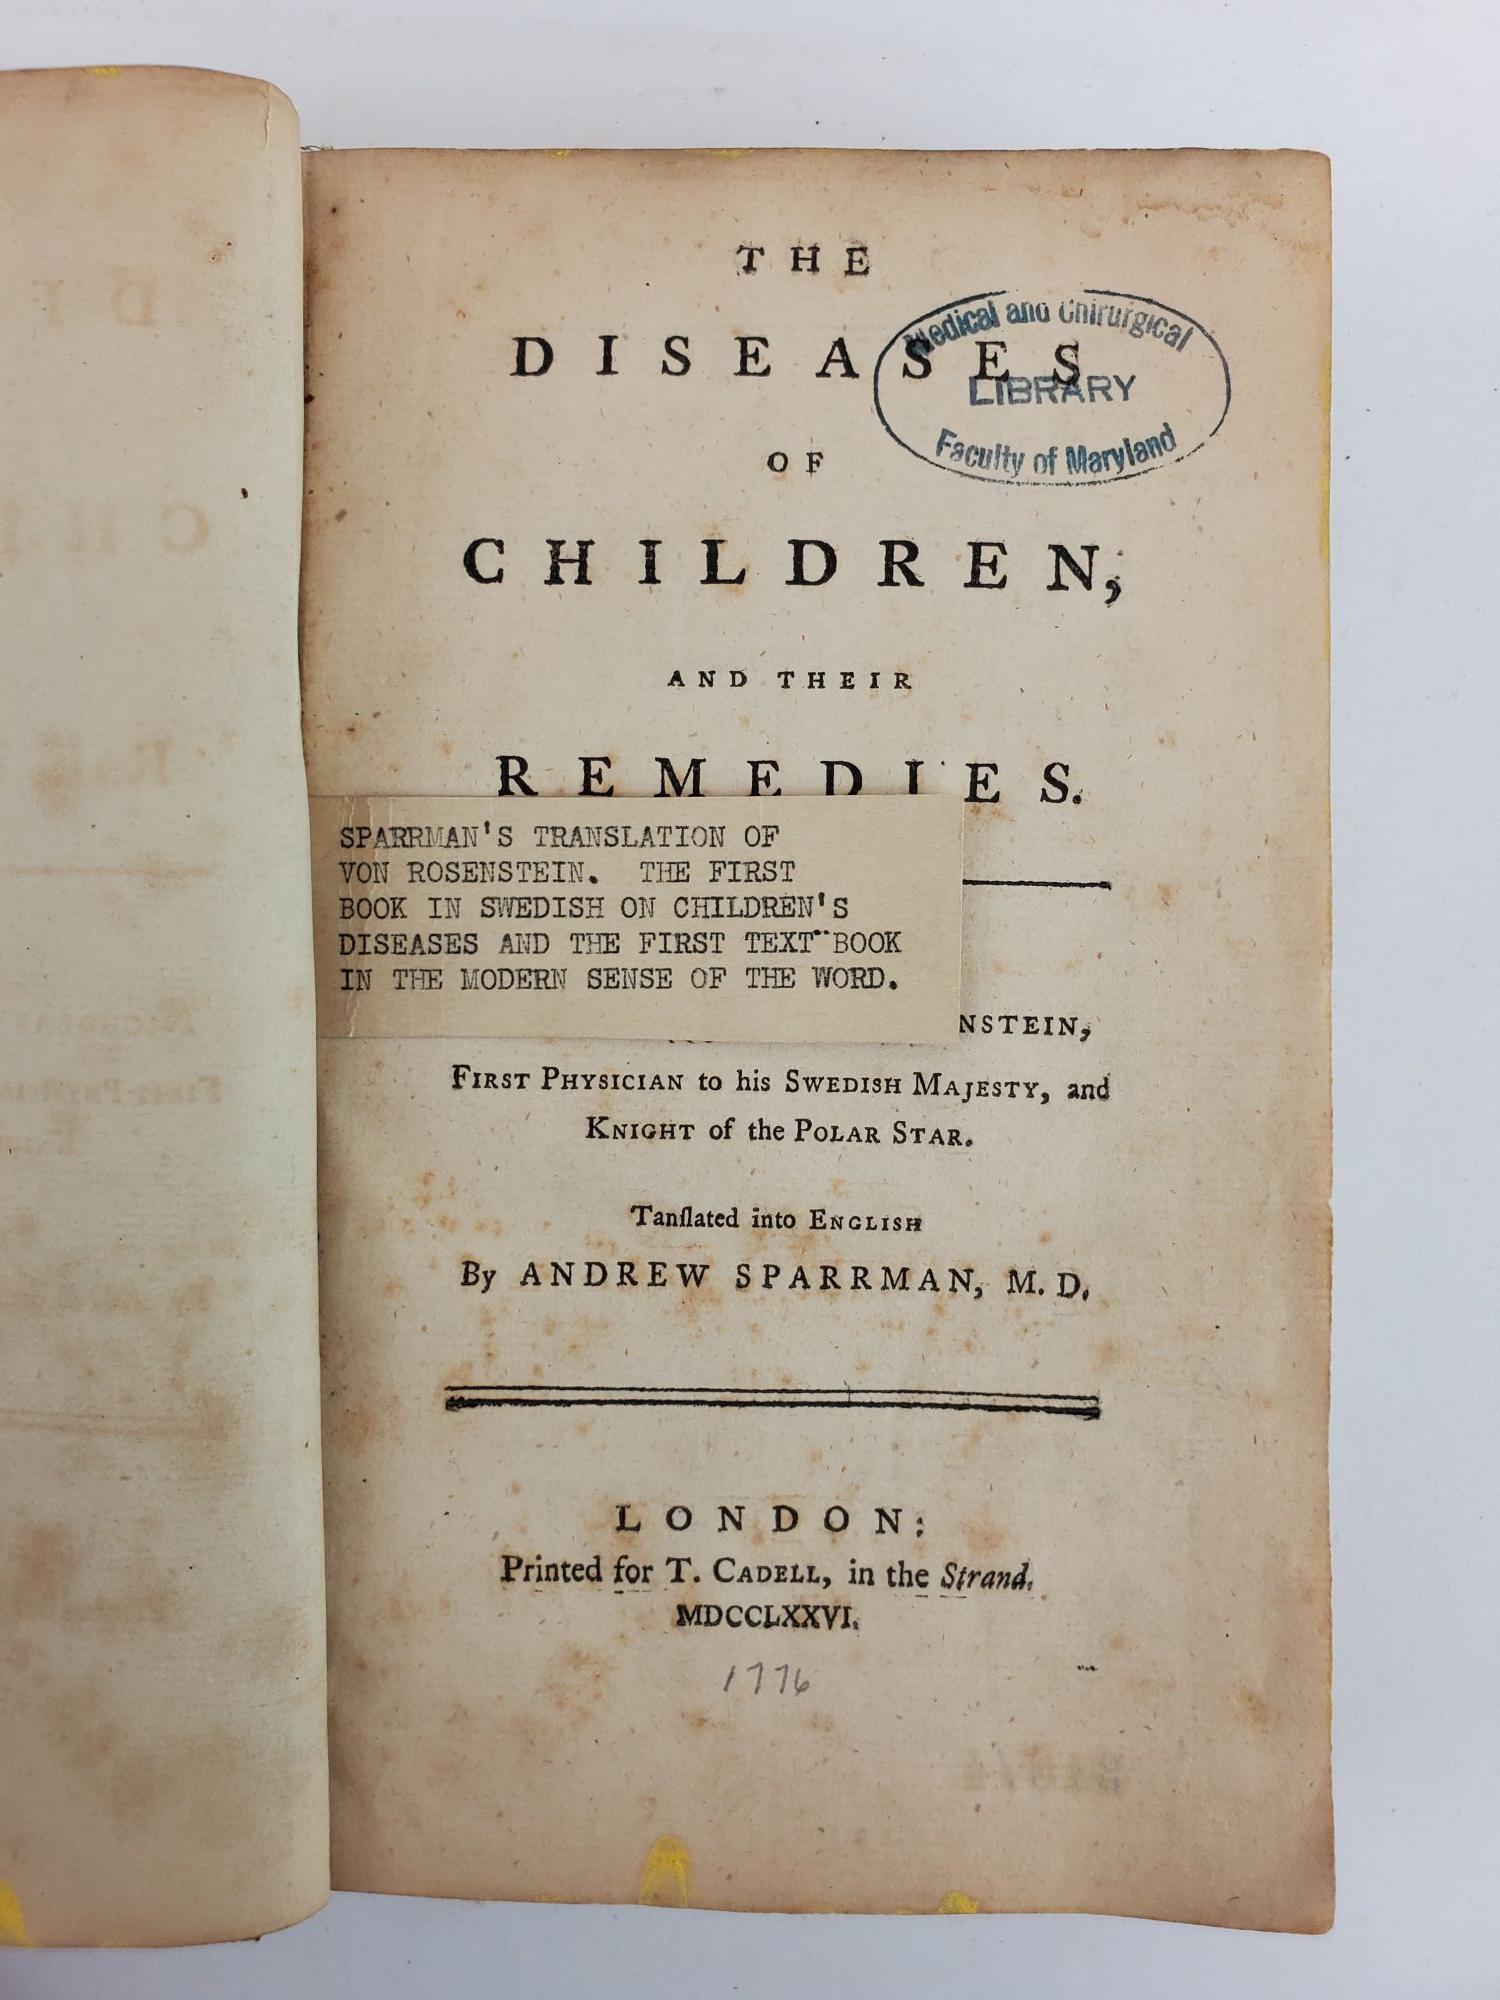 THE
DISEASES
OF
CHILDREN,
AND THEIR
REMEDIES.
Medical and Chirurgical
LIBRARY
Faculty of Maryland
SPARRMAN'S TRANSLATION OF
VON ROSENSTEIN. THE FIRST
BOOK IN SWEDISH ON CHILDREN'S
DISEASES AND THE FIRST TEXT BOOK
IN THE MODERN SENSE OF THE WORD.
NSTEIN,
FIRST PHYSICIAN to his SWEDISH MAJESTY, and
KNIGHT of the POLAR STAR.
Tanſlated into ENGLISH
By ANDREW SPARRMAN, M. D.
LONDON:
Printed for T. CADELL, in the Strand.
MDCCLXXVI.
1776